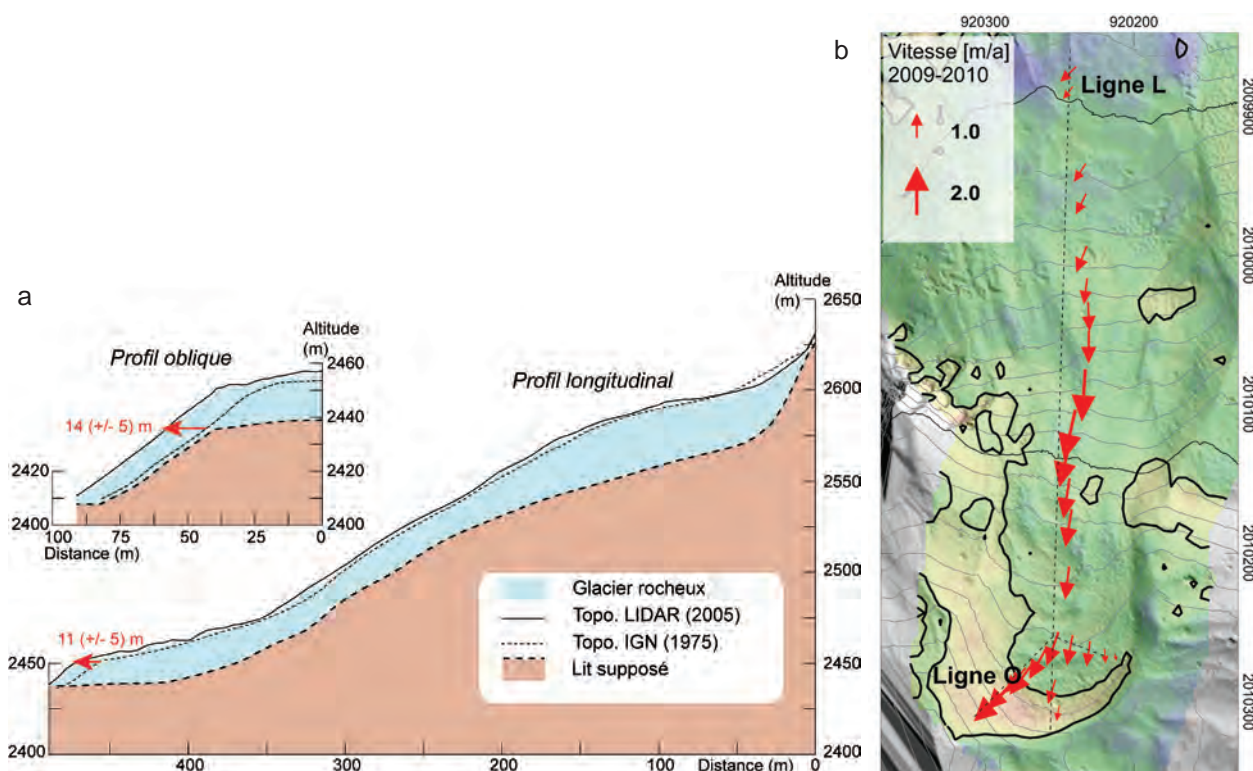 a
Profil oblique
Altitude
(m)
2460
2440
2420
2400
14 (+/- 5) m
2420
2400
100
75
50
25
0
Distance (m)
Profil longitudinal
Altitude
(m)
2650
2600
2550
2500
2450
2400
11 (+/- 5) m
2450
2400
400
300
200
100
Distance (m)
0
Glacier rocheux
Topo. LIDAR (2005)
Topo. IGN (1975)
Lit supposé
b
920300
920200
Vitesse [m/a]
2009-2010
1.0
2.0
Ligne L
Ligne O
2009900
2010000
2010100
2010200
2010300